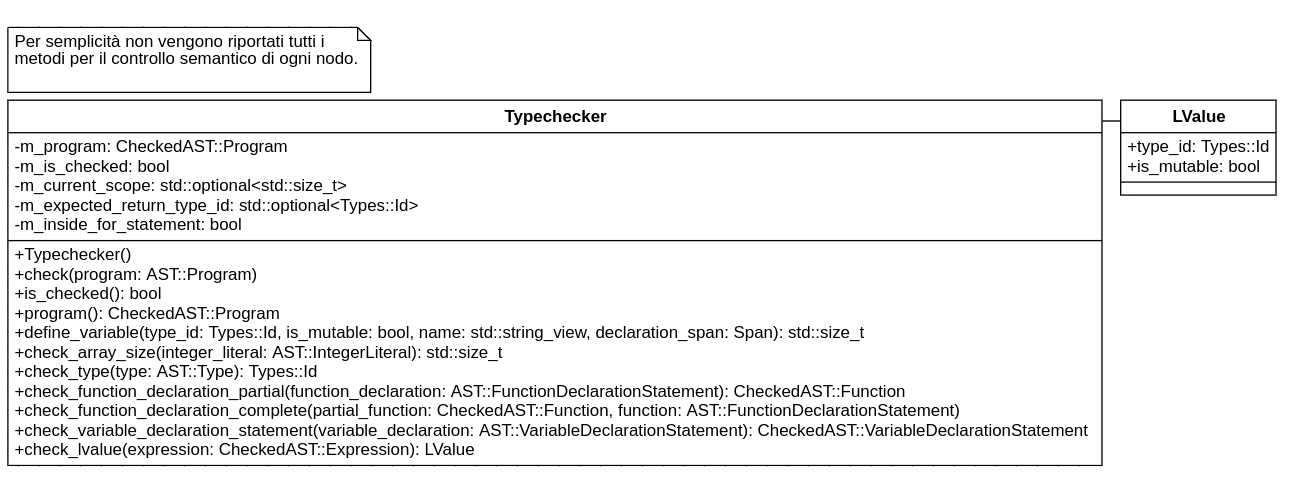 Per semplicità non vengono riportati tutti i
metodi per il controllo semantico di ogni nodo.
Typechecker
-m_program: CheckedAST::Program
-m_is_checked: bool
-m_current_scope: std::optional<std::size_t>
-m_expected_return_type_id: std::optional<Types::Id>
-m_inside_for_statement: bool
+Typechecker()
+check(program: AST::Program)
+is_checked(): bool
+program(): CheckedAST::Program
+define_variable(type_id: Types::Id, is_mutable: bool, name: std::string_view, declaration_span: Span): std::size_t
+check_array_size(integer_literal: AST::IntegerLiteral): std::size_t
+check_type(type: AST::Type): Types::Id
+check_function_declaration_partial(function_declaration: AST::FunctionDeclarationStatement): CheckedAST::Function
+check_function_declaration_complete(partial_function: CheckedAST::Function, function: AST::FunctionDeclarationStatement)
+check_variable_declaration_statement(variable_declaration: AST::VariableDeclarationStatement): CheckedAST::VariableDeclarationStatement
+check_lvalue(expression: CheckedAST::Expression): LValue
LValue
+type_id: Types::Id
+is_mutable: bool